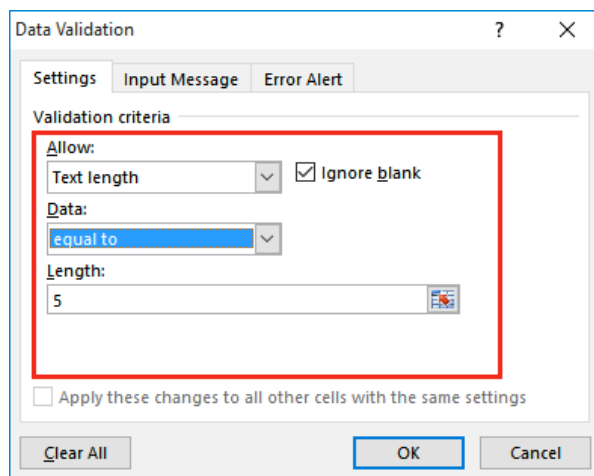 Data Validation ?
Settings Input Message Error Alert
Validation criteria
Allow:
Text length Ignore blank
Data:
equal to
Length:
5
Apply these changes to all other cells with the same settings
Clear All OK Cancel